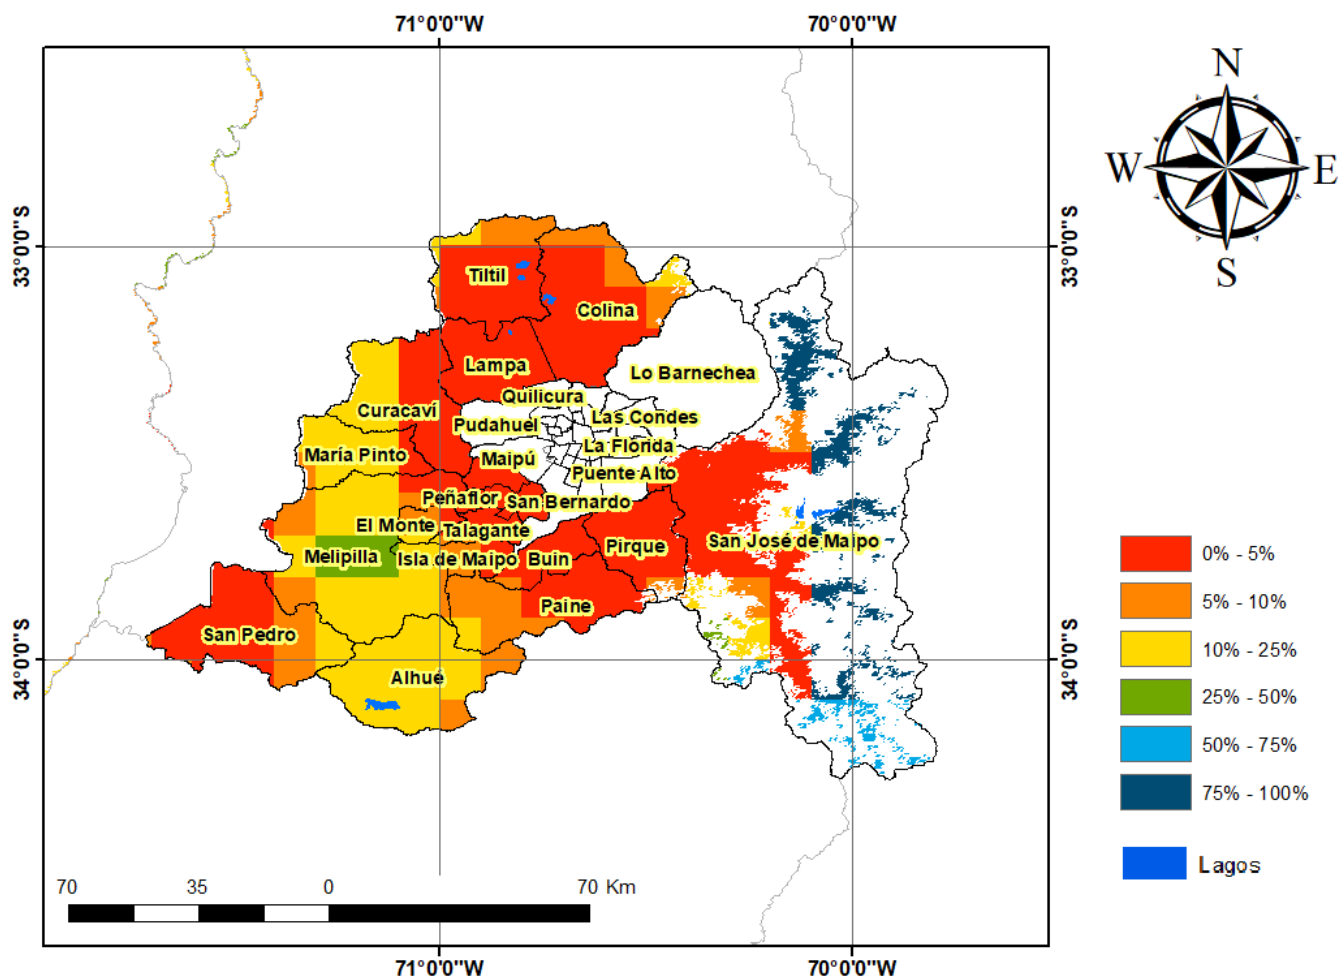 71°0'0"W
70°0'0"W
N
W
E
S
33°0'0"S
33°0'0"S
Tiltil
Colina
Lampa
Lo Barnechea
Quilicura
Curacaví
Las Condes
Pudahuel
La Florida
María Pinto
Maipú
Puente Alto
Peñaflor
San Bernardo
El Monte
Talagante
San José de Maipo
Pirque
Melipilla
Isla de Maipo
Buin
Paine
San Pedro
Alhué
34°0'0"S
34°0'0"S
0% - 5%
5% - 10%
10% - 25%
25% - 50%
50% - 75%
75% - 100%
Lagos
70
35
0
70 Km
71°0'0"W
70°0'0"W